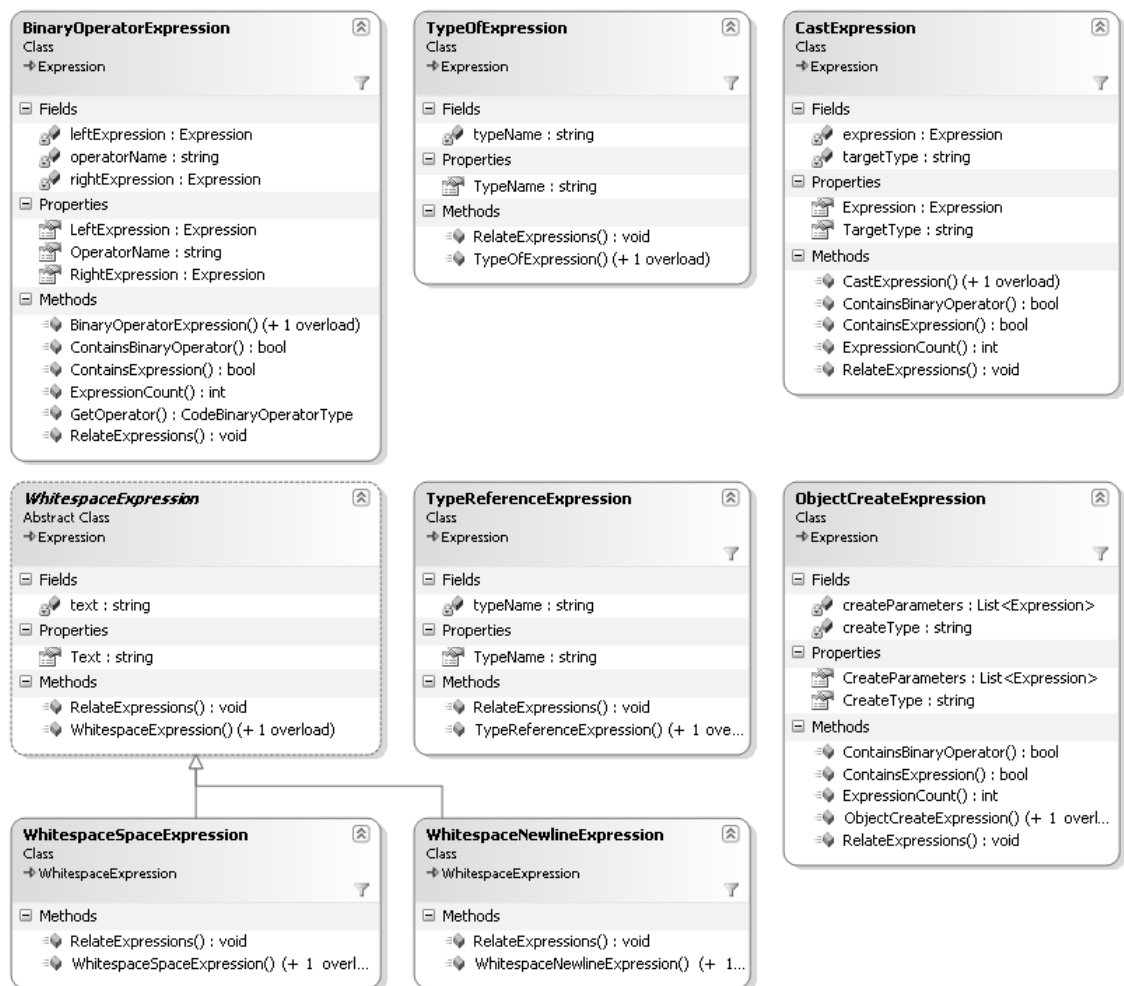 BinaryOperatorExpression
Class
Expression
Fields
leftExpression : Expression
operatorName : string
rightExpression : Expression
Properties
LeftExpression : Expression
OperatorName : string
RightExpression : Expression
Methods
BinaryOperatorExpression() (+ 1 overload)
ContainsBinaryOperator() : bool
ContainsExpression() : bool
ExpressionCount() : int
GetOperator() : CodeBinaryOperatorType
RelateExpressions() : void
TypeOfExpression
Class
Expression
Fields
typeName : string
Properties
TypeName : string
Methods
RelateExpressions() : void
TypeOfExpression() (+ 1 overload)
CastExpression
Class
Expression
Fields
expression : Expression
targetType : string
Properties
Expression : Expression
TargetType : string
Methods
CastExpression() (+ 1 overload)
ContainsBinaryOperator() : bool
ContainsExpression() : bool
ExpressionCount() : int
RelateExpressions() : void
WhitespaceExpression
Abstract Class
Expression
Fields
text : string
Properties
Text : string
Methods
RelateExpressions() : void
WhitespaceExpression() (+ 1 overload)
TypeReferenceExpression
Class
Expression
Fields
typeName : string
Properties
TypeName : string
Methods
RelateExpressions() : void
TypeReferenceExpression() (+ 1 ove...
ObjectCreateExpression
Class
Expression
Fields
createParameters : List<Expression>
createType : string
Properties
CreateParameters : List<Expression>
CreateType : string
Methods
ContainsBinaryOperator() : bool
ContainsExpression() : bool
ExpressionCount() : int
ObjectCreateExpression() (+ 1 overl...
RelateExpressions() : void
WhitespaceSpaceExpression
Class
WhitespaceExpression
Methods
RelateExpressions() : void
WhitespaceSpaceExpression() (+ 1 overl...
WhitespaceNewlineExpression
Class
WhitespaceExpression
Methods
RelateExpressions() : void
WhitespaceNewlineExpression() (+ 1...